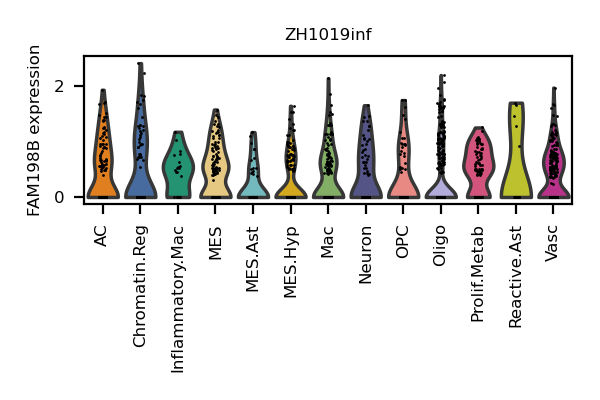 ZH1019inf
FAM198B expression
2
0
AC
Chromatin.Reg
Inflammatory.Mac
MES
MES.Ast
MES.Hyp
Mac
Neuron
OPC
Oligo
Prolif.Metab
Reactive.Ast
Vasc